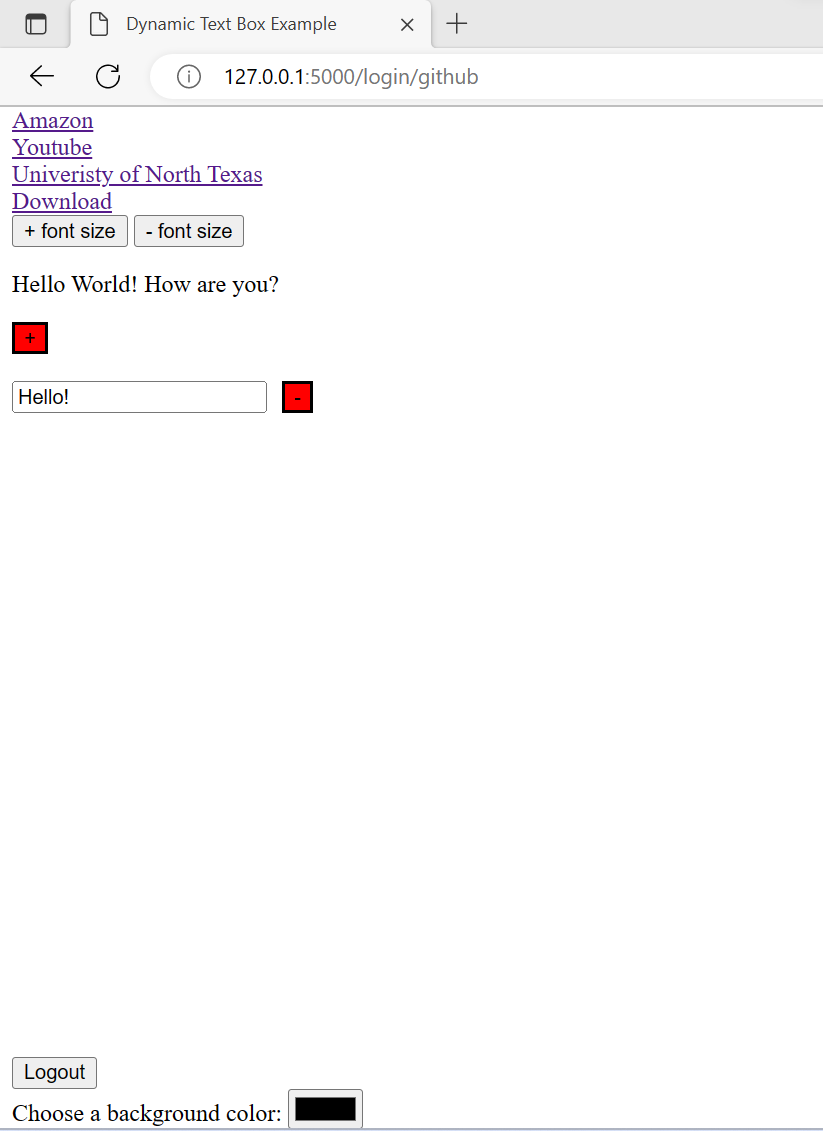 Dynamic Text Box Example
127.0.0.1:5000/login/github
Amazon
Youtube
Univeristy of North Texas
Download
+ font size - font size
Hello World! How are you?
+
Hello! -
Logout
Choose a background color: